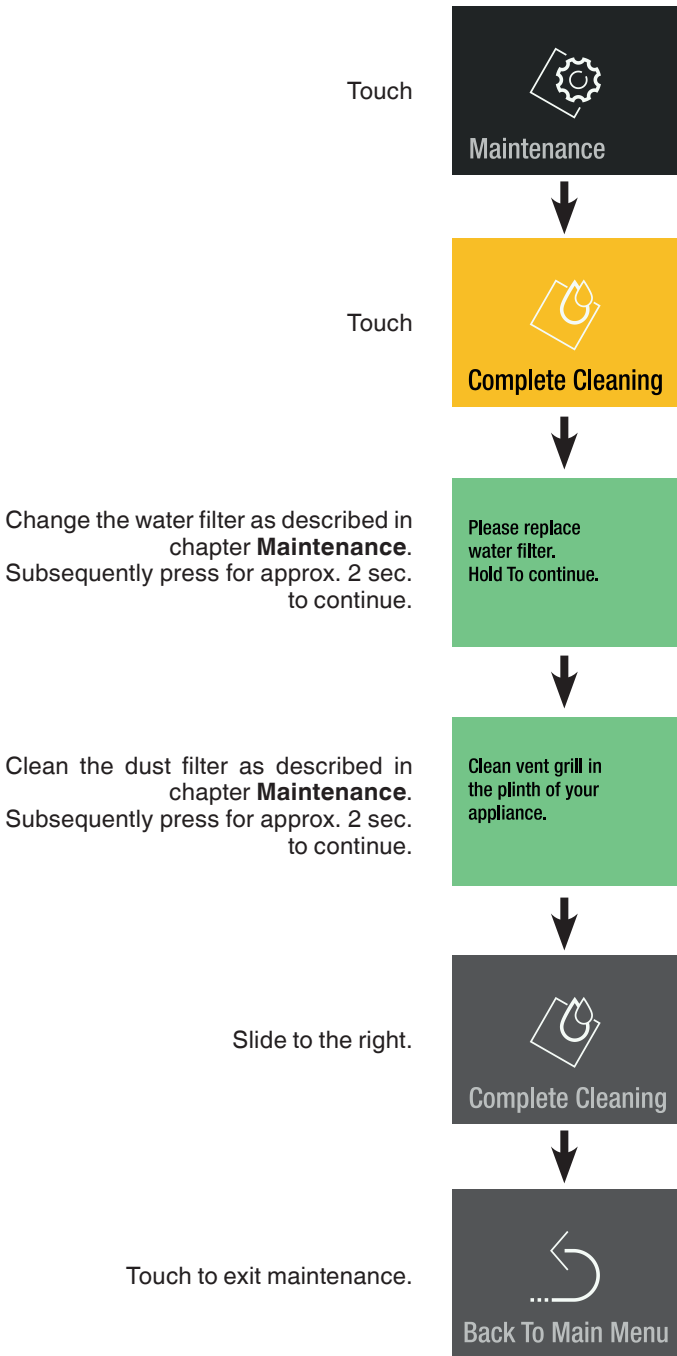 Touch
Maintenance
Touch
Complete Cleaning
Change the water filter as described in
chapter Maintenance.
Subsequently press for approx. 2 sec.
to continue.
Please replace
water filter.
Hold To continue.
Clean the dust filter as described in
chapter Maintenance.
Subsequently press for approx. 2 sec.
to continue.
Clean vent grill in
the plinth of your
appliance.
Slide to the right.
Complete Cleaning
Touch to exit maintenance.
Back To Main Menu